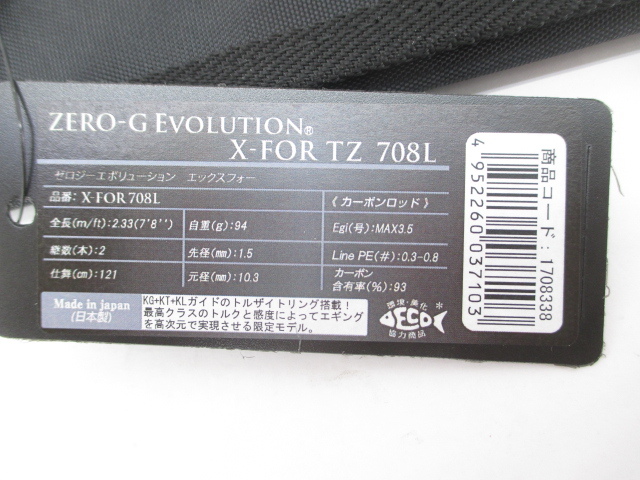 ZERO-G EVOLUTION®
X-FOR TZ 708L
ゼロジーエボリューション エックスフォー
品番: X-FOR708L
《 カーボンロッド 》
全長(m/ft): 2.33(7'8'')
自重(g): 94
Egi(号): MAX3.5
継数(本): 2
先径(mm): 1.5
Line PE(#): 0.3-0.8
仕舞(cm): 121
元径(mm): 10.3
カーボン
含有率(%): 93
Made in japan
(日本製)
KG+KT+KLガイドのトルザイトリング搭載!
最高クラスのトルクと感度によってエギング
を高次元で実現させる限定モデル。
環境・美化
DECO
協力商品
商品コード: 1708338
4952260037103